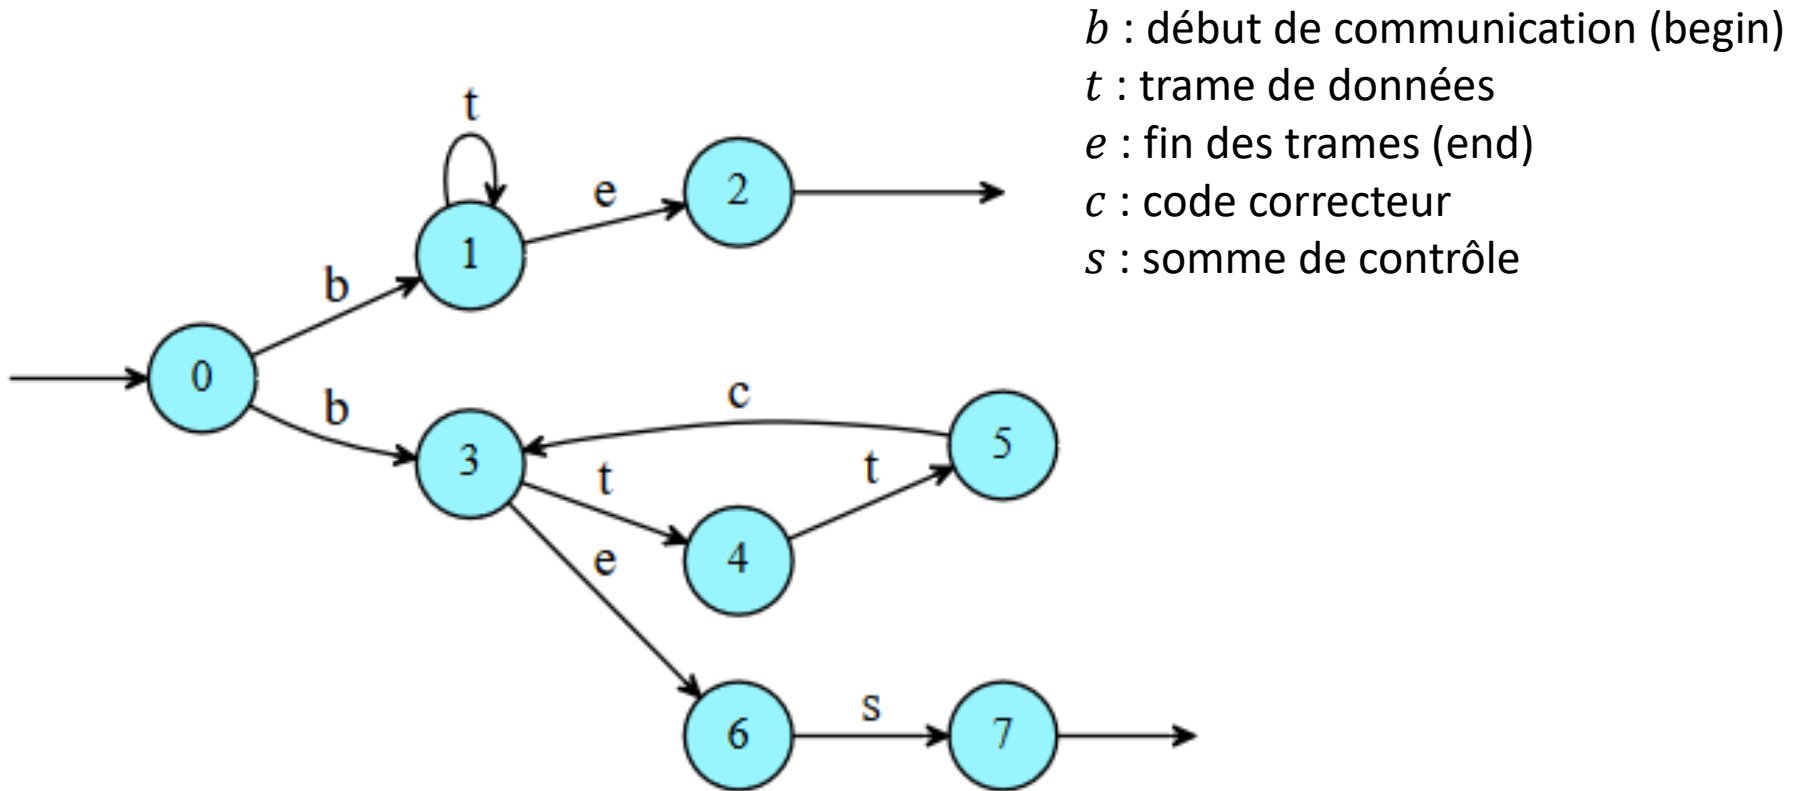 b : début de communication (begin)
t : trame de données
e : fin des trames (end)
c : code correcteur
s : somme de contrôle
t
e
2
1
b
0
b
c
3
5
t
t
e
4
s
6
7